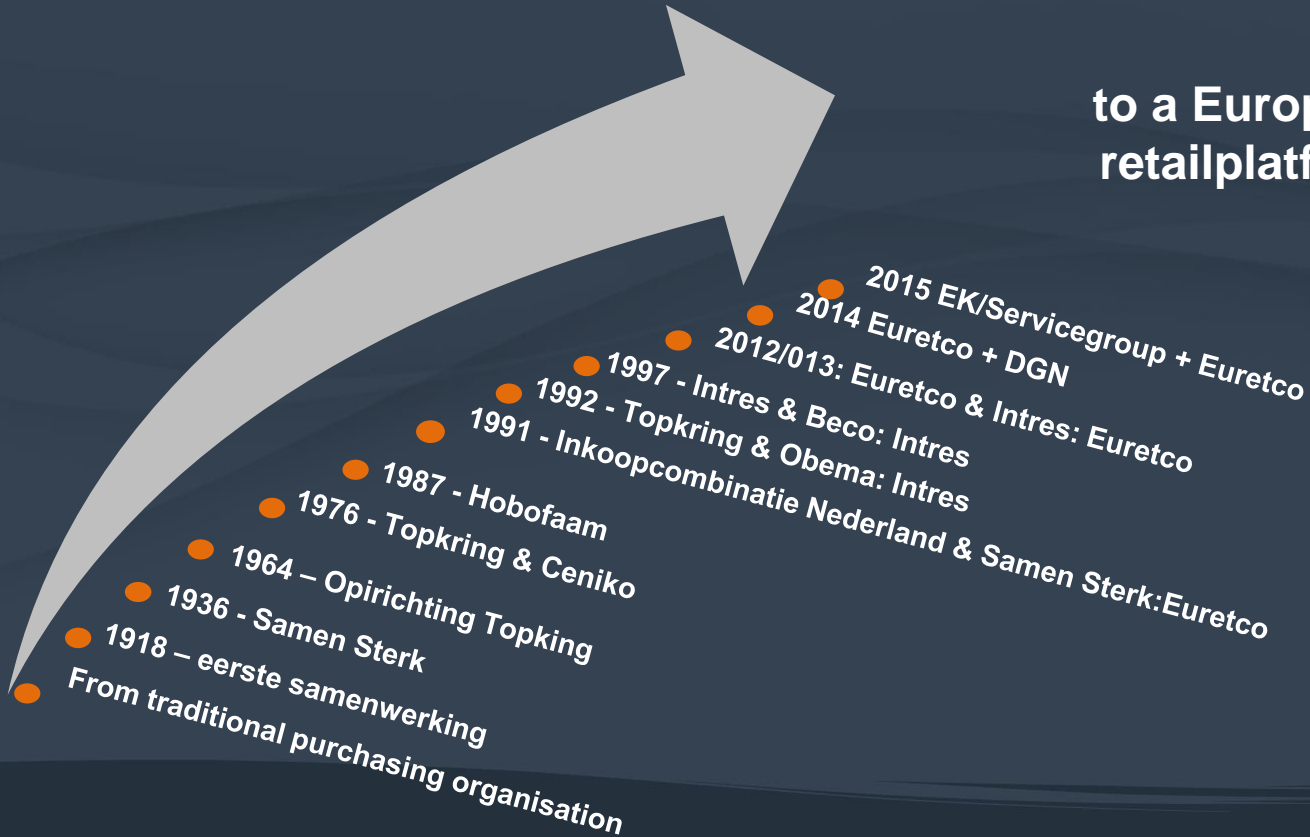 to a Europ
retailplatf
2015 EK/Servicegroup + Euretco
2014 Euretco + DGN
2012/013: Euretco & Intres: Euretco
1997 - Intres & Beco: Intres
1992 - Topkring & Obema: Intres
1991 - Inkoopcombinatie Nederland & Samen Sterk:Euretco
1987 - Hobofaam
1976 - Topkring & Ceniko
1964 – Opirichting Topking
1936 - Samen Sterk
1918 – eerste samenwerking
From traditional purchasing organisation